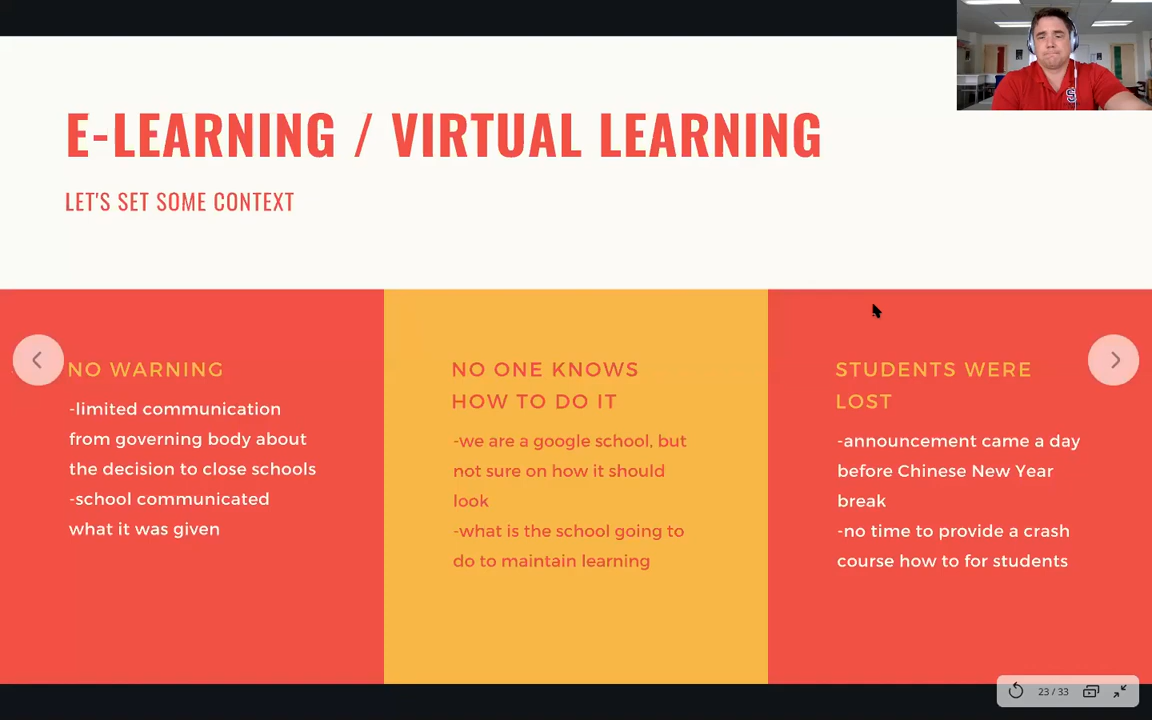 E-LEARNING / VIRTUAL LEARNING
LET'S SET SOME CONTEXT
NO WARNING
-limited communication
from governing body about
the decision to close schools
-school communicated
what it was given
NO ONE KNOWS
HOW TO DO IT
-we are a google school, but
not sure on how it should
look
-what is the school going to
do to maintain learning
STUDENTS WERE
LOST
-announcement came a day
before Chinese New Year
break
-no time to provide a crash
course how to for students
23 / 33